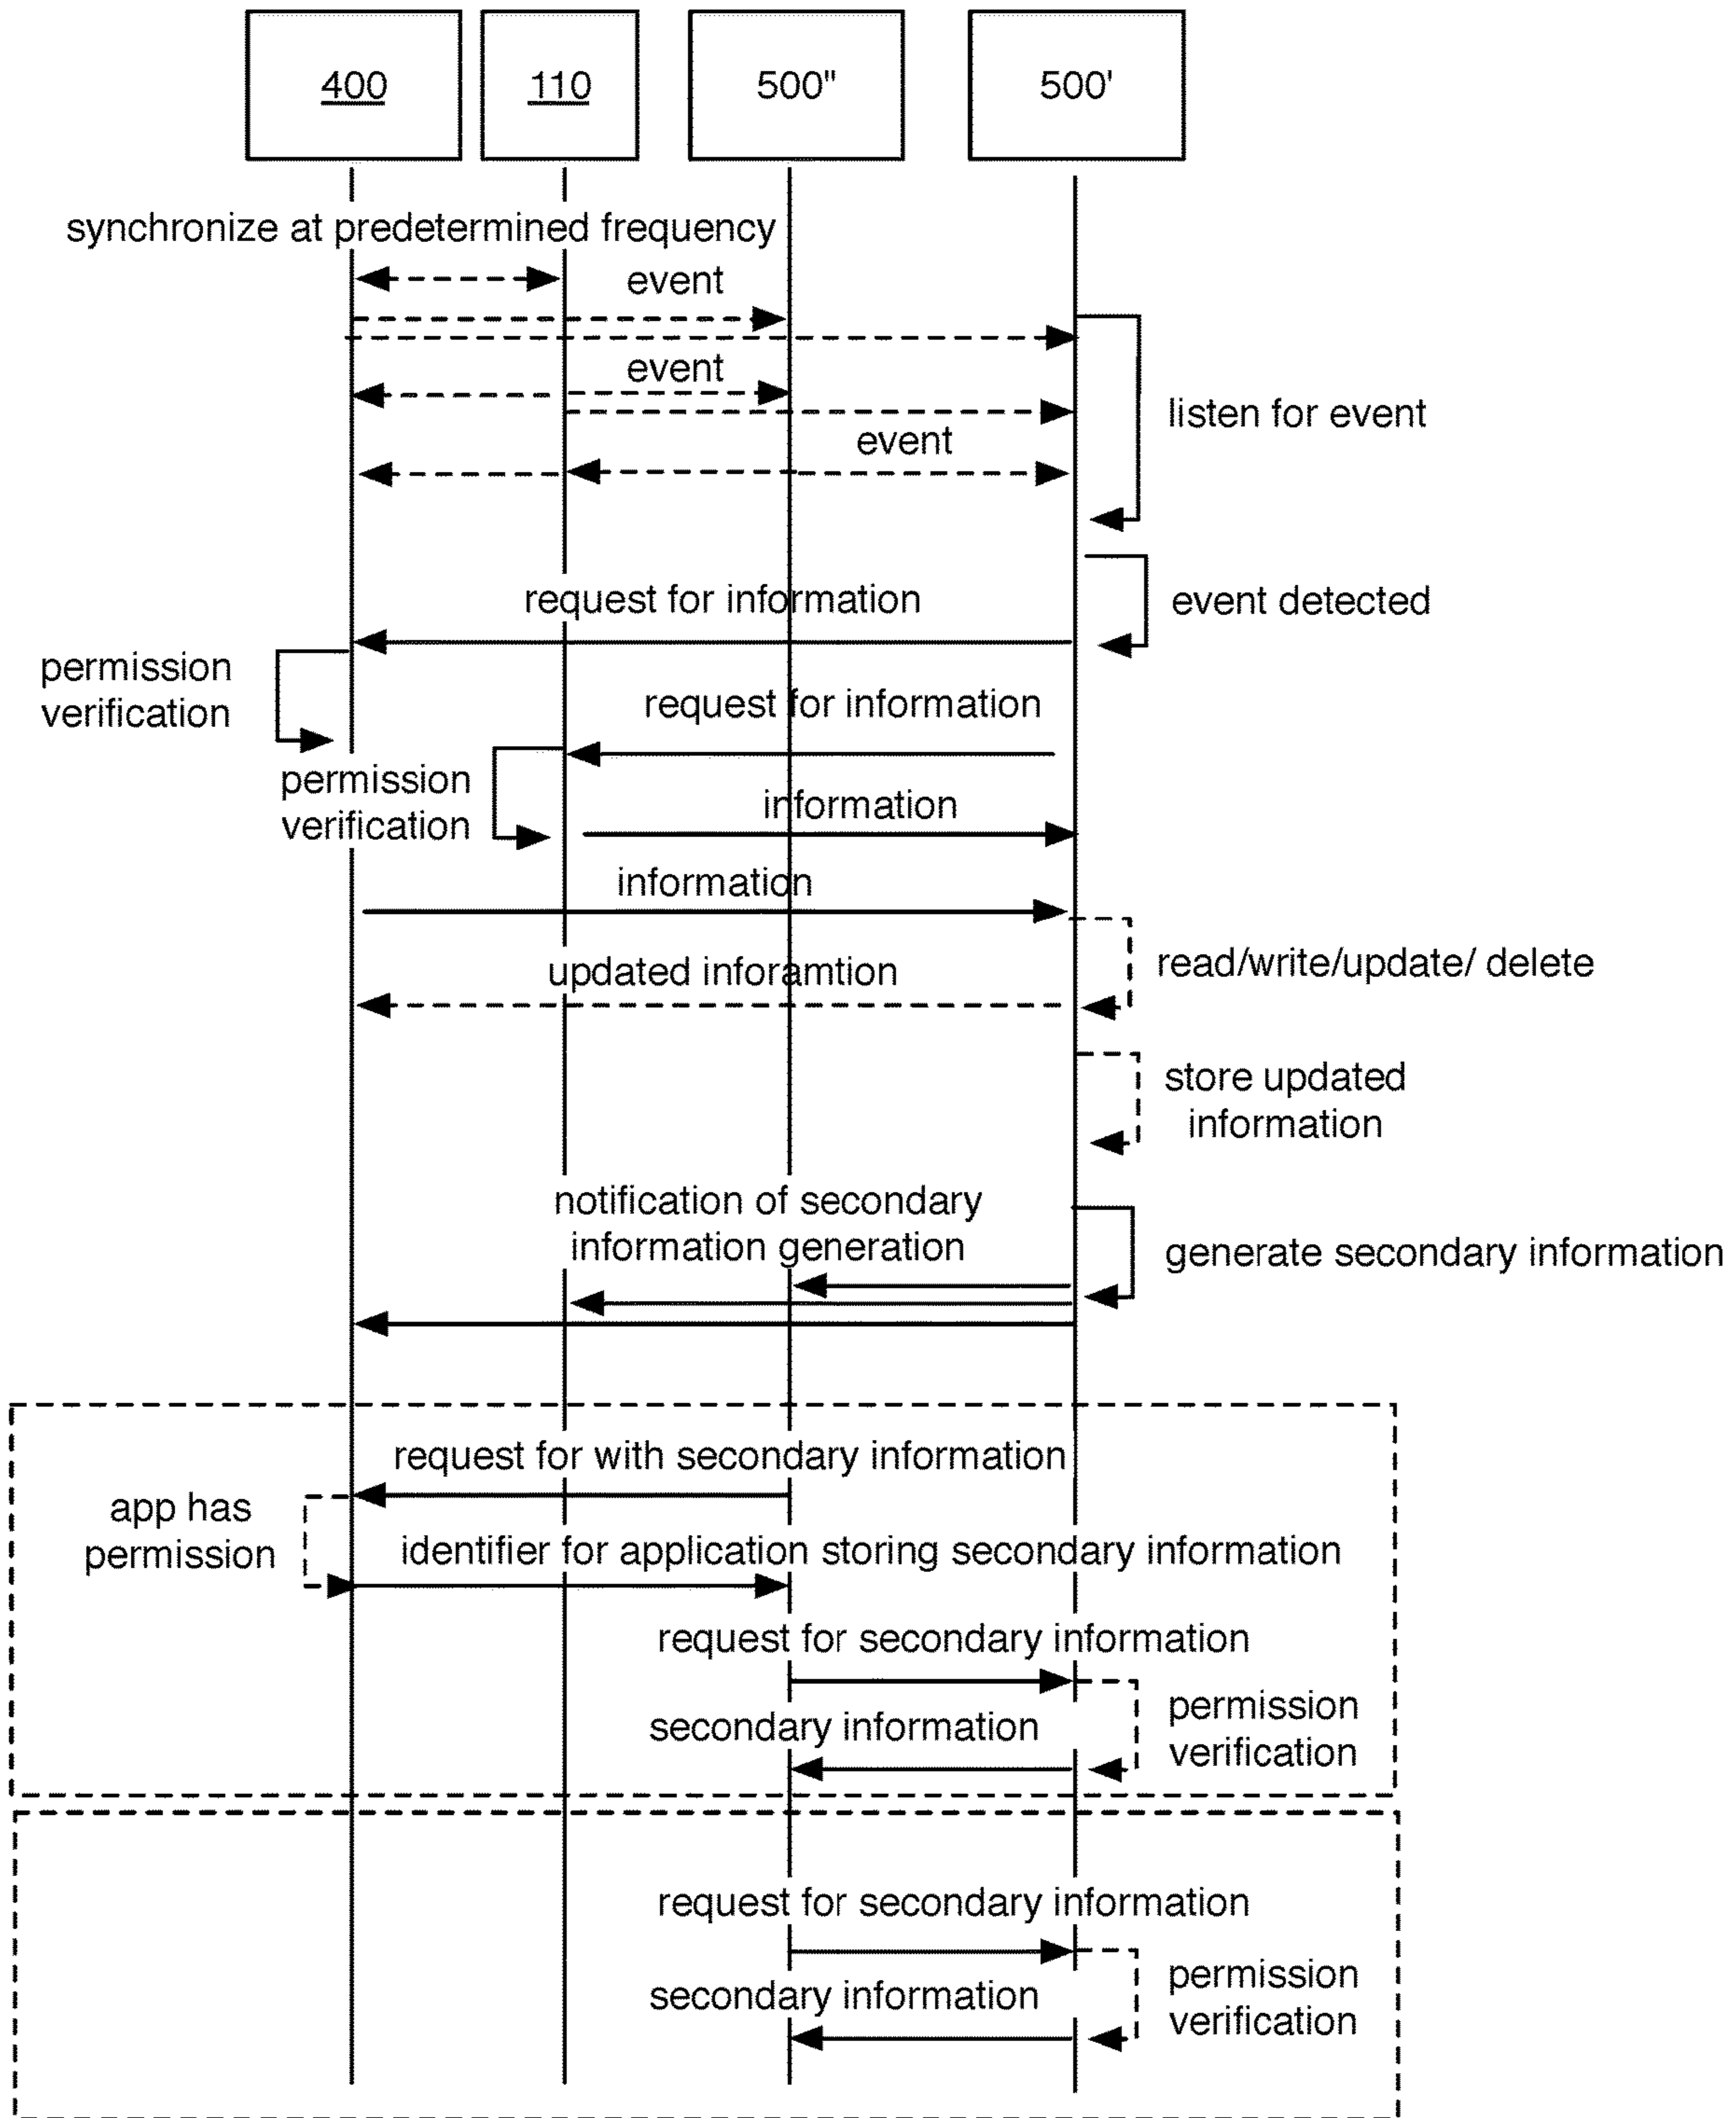 400
110
500"
500'
synchronize at predetermined frequency
event
event
listen for event
event
request for information
event detected
permission
verification
request for information
permission
verification
information
information
updated inforamtion
read/write/update/ delete
store updated
information
notification of secondary
information generation
generate secondary information
request for with secondary information
app has
permission
identifier for application storing secondary information
request for secondary information
permission
verification
secondary information
request for secondary information
permission
verification
secondary information